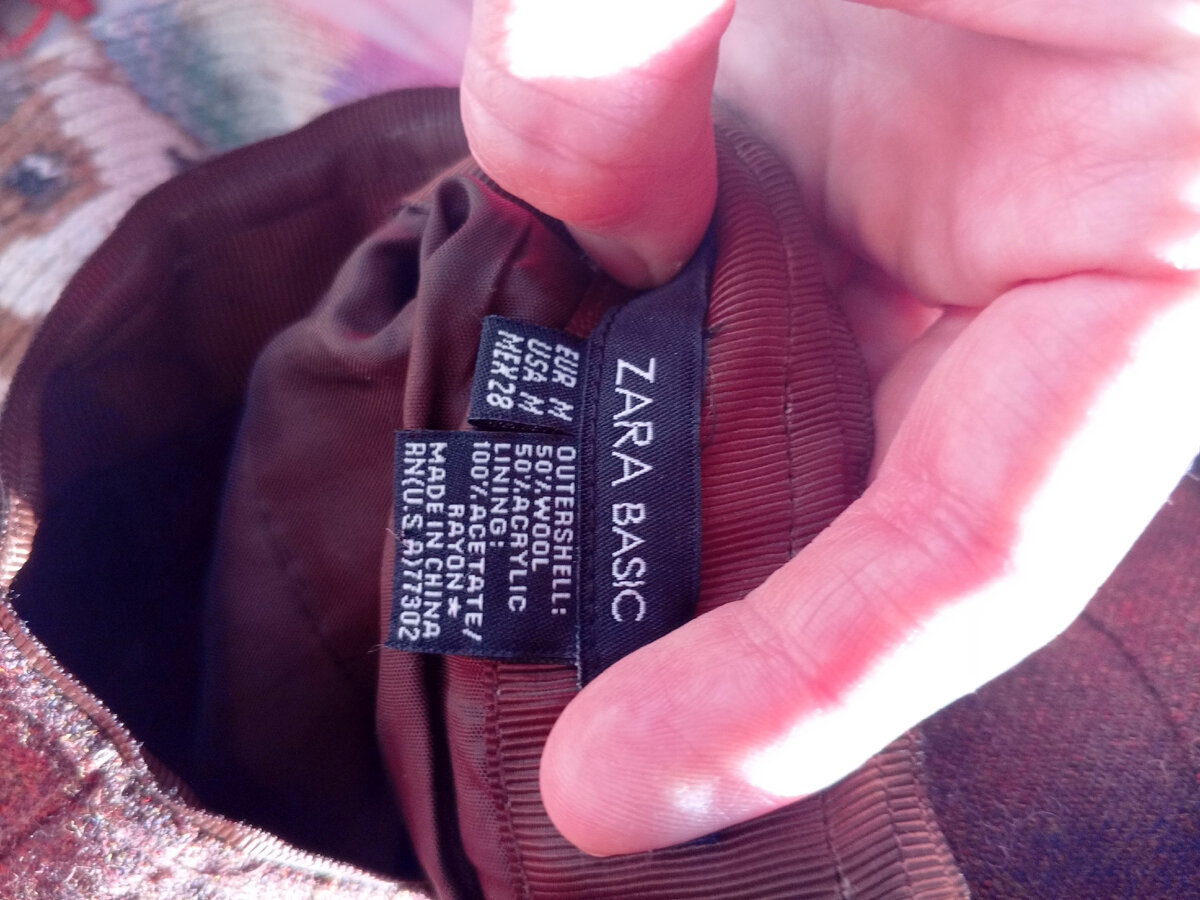 ZARA BASIC
EUR M
USA M
MEX 28
OUTERSHELL:
50%WOOL
50%ACRYLIC
LINING:
100%ACETATE/
RAYON*
MADE IN CHINA
RN(U.S.A)77302